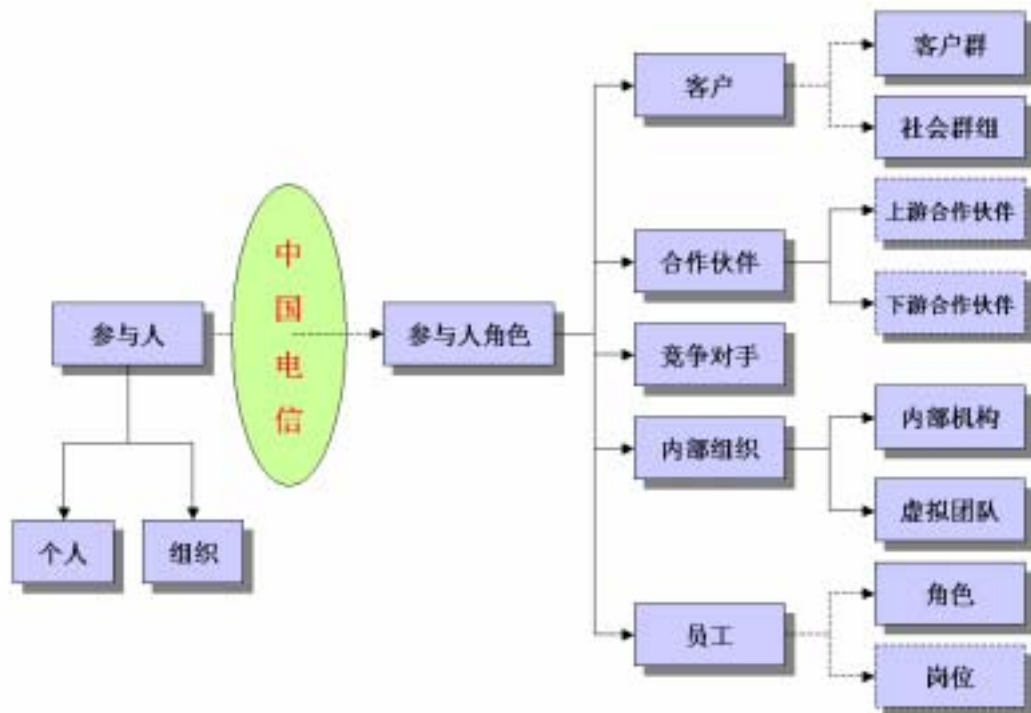 客户群
客户
社会群组
上游合作伙伴
合作伙伴
下游合作伙伴
中国电信
参与人
参与人角色
竞争对手
内部机构
内部组织
虚拟团队
个人
组织
角色
员工
岗位